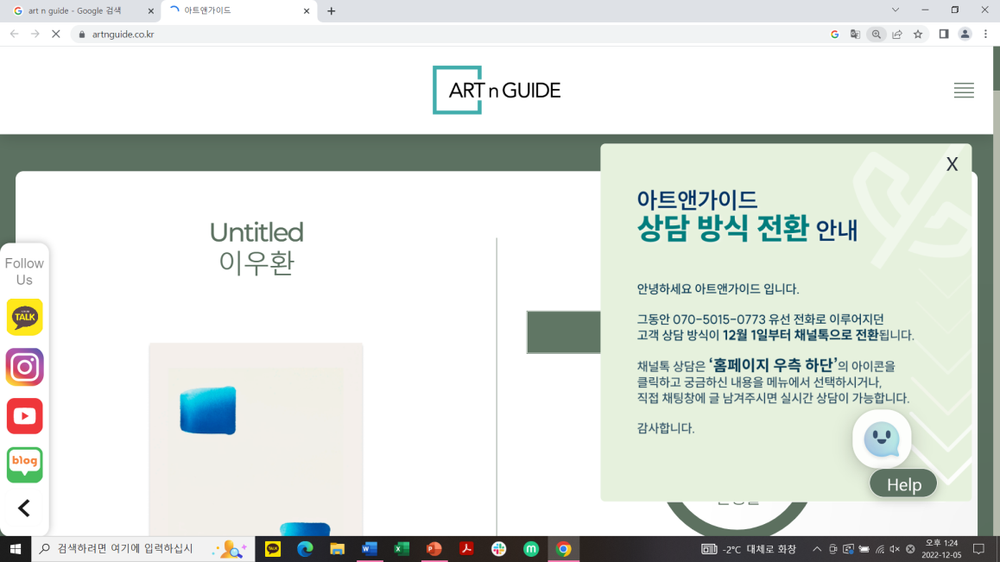 art n guide - Google 검색
아트앤가이드
artnguide.co.kr
ART n GUIDE
Untitled
이우환
Follow
Us
TALK
blog
X
아트앤가이드
상담 방식 전환 안내
안녕하세요 아트앤가이드 입니다.
그동안 070-5015-0773 유선 전화로 이루어지던
고객 상담 방식이 12월 1일부터 채널톡으로 전환됩니다.
채널톡 상담은 ‘홈페이지 우측 하단’의 아이콘을
클릭하고 궁금하신 내용을 메뉴에서 선택하시거나,
직접 채팅창에 글 남겨주시면 실시간 상담이 가능합니다.
감사합니다.
Help
검색하려면 여기에 입력하십시
-2°C 대체로 화창
오후 1:24
2022-12-05